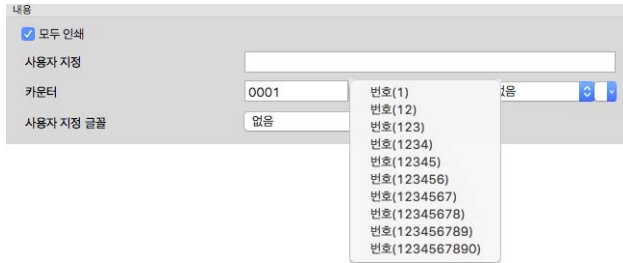 내용
모두 인쇄
사용자 지정
카운터 0001 없음
사용자 지정 글꼴 없음
번호(1)
번호(12)
번호(123)
번호(1234)
번호(12345)
번호(123456)
번호(1234567)
번호(12345678)
번호(123456789)
번호(1234567890)